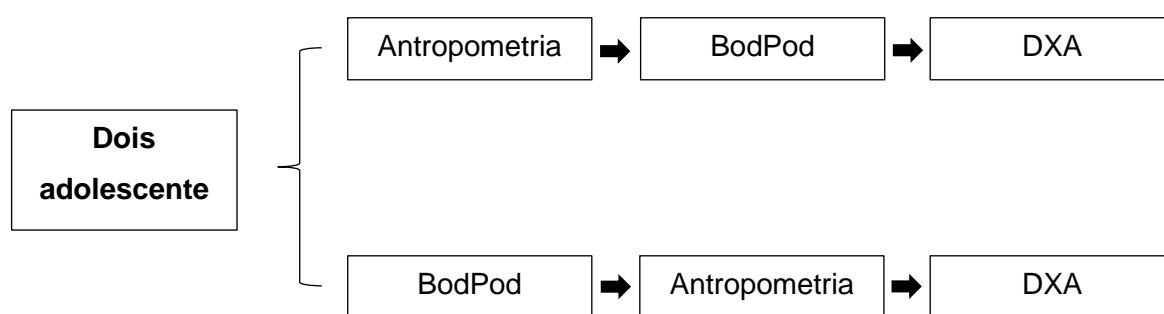 Antropometria
BodPod
DXA
Dois
adolescente
BodPod
Antropometria
DXA